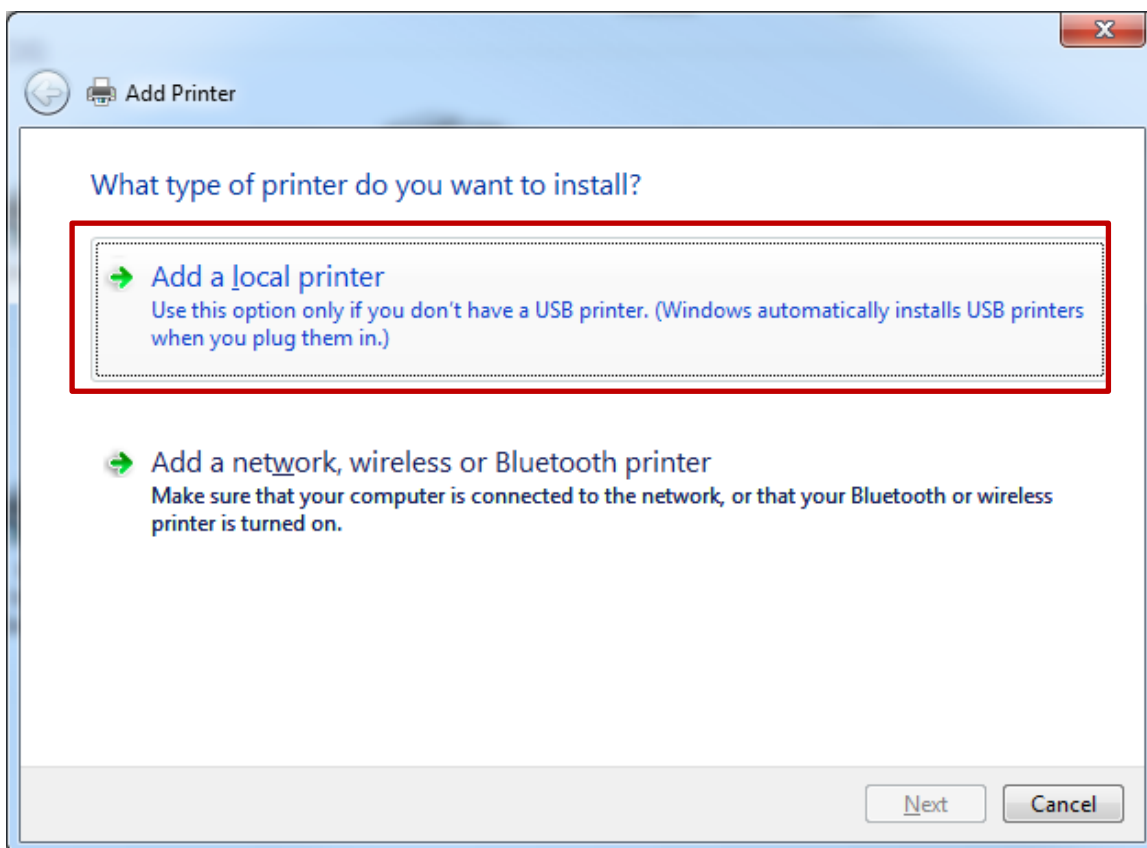 Add Printer
What type of printer do you want to install?
Add a local printer
Use this option only if you don't have a USB printer. (Windows automatically installs USB printers
when you plug them in.)
Add a network, wireless or Bluetooth printer
Make sure that your computer is connected to the network, or that your Bluetooth or wireless
printer is turned on.
Next Cancel